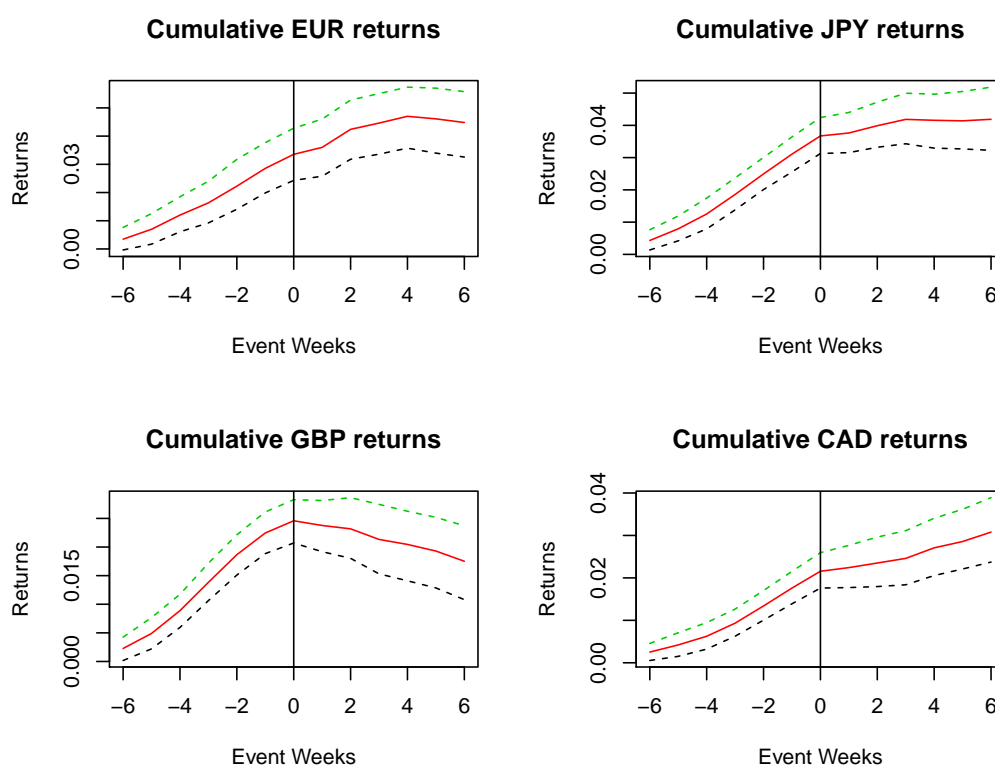 Cumulative EUR returns
Returns
0.00
0.03
−6 −4 −2 0 2 4 6
Event Weeks
Cumulative JPY returns
Returns
0.00
0.02
0.04
−6 −4 −2 0 2 4 6
Event Weeks
Cumulative GBP returns
Returns
0.000
0.015
−6 −4 −2 0 2 4 6
Event Weeks
Cumulative CAD returns
Returns
0.00
0.02
0.04
−6 −4 −2 0 2 4 6
Event Weeks